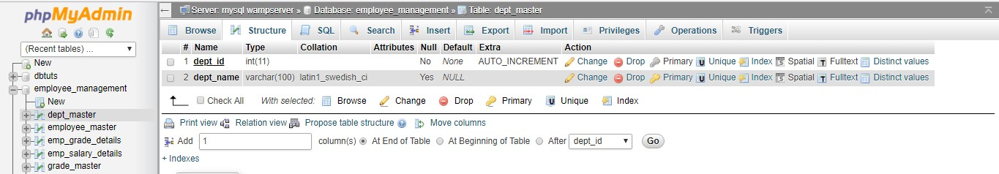 phpMyAdmin
(Recent tables) ...
New
dbtuts
employee_management
New
dept_master
employee_master
emp_grade_details
emp_salary_details
grade_master
Server: mysql wampserver » Database: employee_management » Table: dept_master
Browse Structure SQL Search Insert Export Import Privileges Operations Triggers
# Name Type Collation Attributes Null Default Extra Action
1 dept_id int(11) No None AUTO_INCREMENT Change Drop Primary Unique Index Spatial Fulltext Distinct values
2 dept_name varchar(100) latin1_swedish_ci Yes NULL Change Drop Primary Unique Index Spatial Fulltext Distinct values
Check All With selected: Browse Change Drop Primary Unique Index
Print view Relation view Propose table structure Move columns
Add 1 column(s) At End of Table At Beginning of Table After dept_id Go
+ Indexes